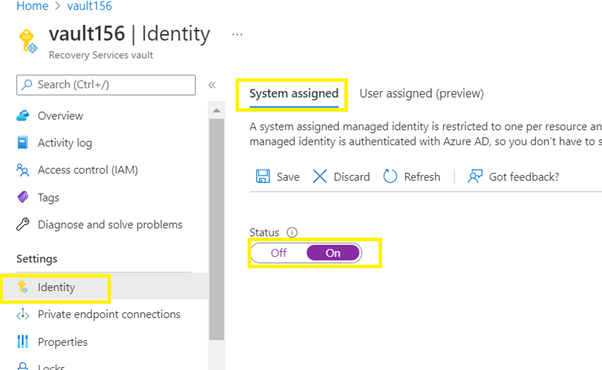 Home > vault156
vault156 | Identity ...
Recovery Services vault
Search (Ctrl+/) «
Overview
Activity log
Access control (IAM)
Tags
Diagnose and solve problems
Settings
Identity
Private endpoint connections
Properties
Locks
System assigned User assigned (preview)
A system assigned managed identity is restricted to one per resource an
managed identity is authenticated with Azure AD, so you don't have to s
Save Discard Refresh Got feedback?
Status
Off On